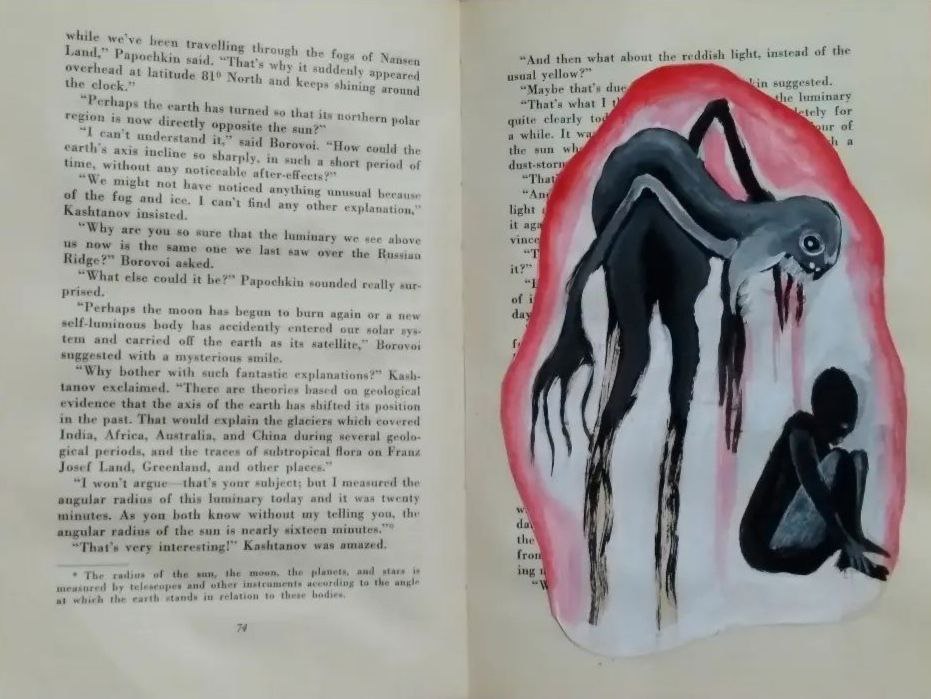 while we've been travelling through the fogs of Nansen
Land," Papochkin said. "That's why it suddenly appeared
overhead at latitude 81⁰ North and keeps shining around
the clock."
"Perhaps the earth has turned so that its northern polar
region is now directly opposite the sun?"
"I can't understand it," said Borovoi. "How could the
earth's axis incline so sharply, in such a short period of
time, without any noticeable after-effects?"
"We might not have noticed anything unusual because
of the fog and ice. I can't find any other explanation,"
Kashtanov insisted.
"Why are you so sure that the luminary we see above
us now is the same one we last saw over the Russian
Ridge?" Borovoi asked.
"What else could it be?" Papochkin sounded really sur-
prised.
"Perhaps the moon has begun to burn again or a new
self-luminous body has accidently entered our solar sys-
tem and carried off the earth as its satellite," Borovoi
suggested with a mysterious smile.
"Why bother with such fantastic explanations?" Kash-
tanov exclaimed. "There are theories based on geological
evidence that the axis of the earth has shifted its position
in the past. That would explain the glaciers which covered
India, Africa, Australia, and China during several geolo-
gical periods, and the traces of subtropical flora on Franz
Josef Land, Greenland, and other places."
"I won't argue—that's your subject; but I measured the
angular radius of this luminary today and it was twenty
minutes. As you both know without my telling you, the
angular radius of the sun is nearly sixteen minutes."*
"That's very interesting!" Kashtanov was amazed.
* The radius of the sun, the moon, the planets, and stars is
measured by telescopes and other instruments according to the angle
at which the earth stands in relation to these bodies.
74
"And then what about the reddish light, instead of the
usual yellow?"
"Maybe that's due suggested.
"That's what I the luminary
quite clearly for
a while. It of
the sun a
dust-storm
light
it
it?"
of
the
from